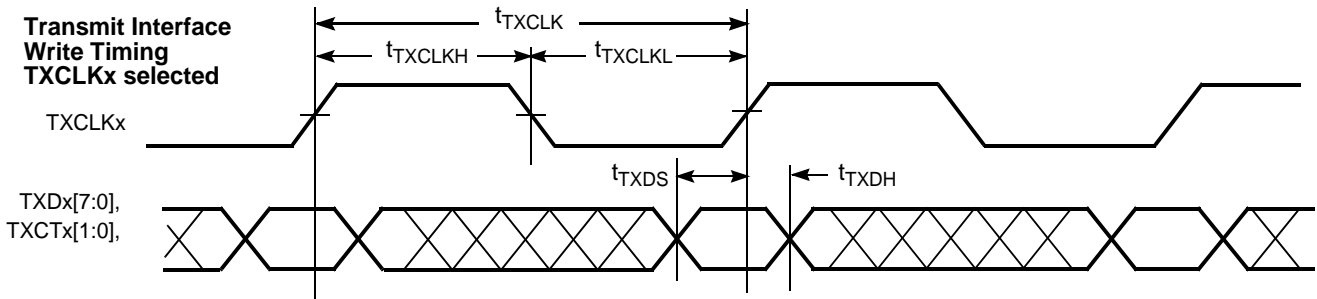 Transmit Interface
Write Timing
TXCLKx selected
tTXCLK
tTXCLKH
tTXCLKL
TXCLKx
tTXDS
tTXDH
TXDx[7:0],
TXCTx[1:0],